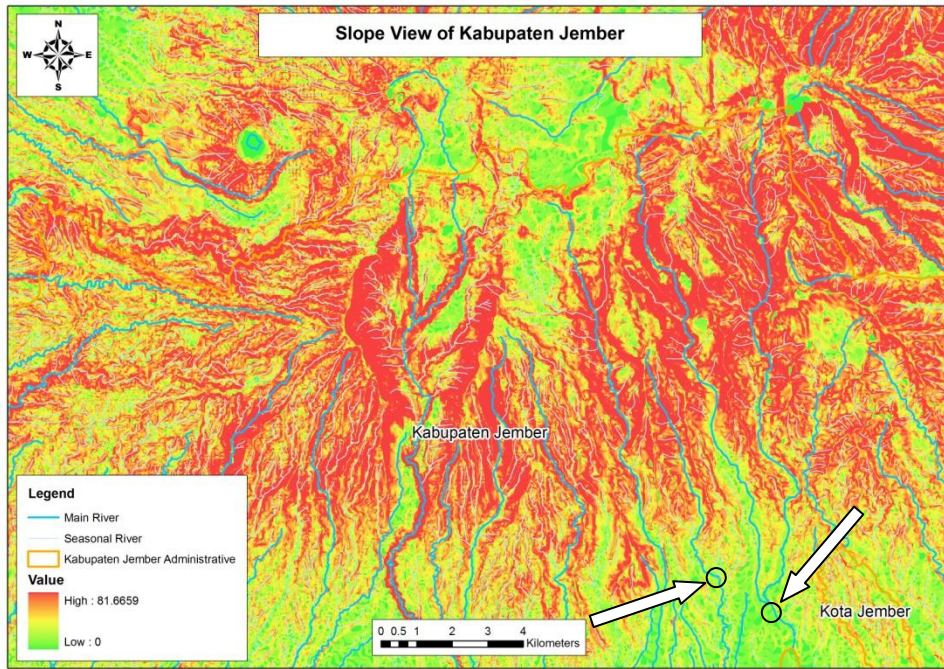 Slope View of Kabupaten Jember
N
W E
S
Kabupaten Jember
Kota Jember
Legend
Main River
Seasonal River
Kabupaten Jember Administrative
Value
High : 81.6659
Low : 0
0 0.5 1 2 3 4
Kilometers